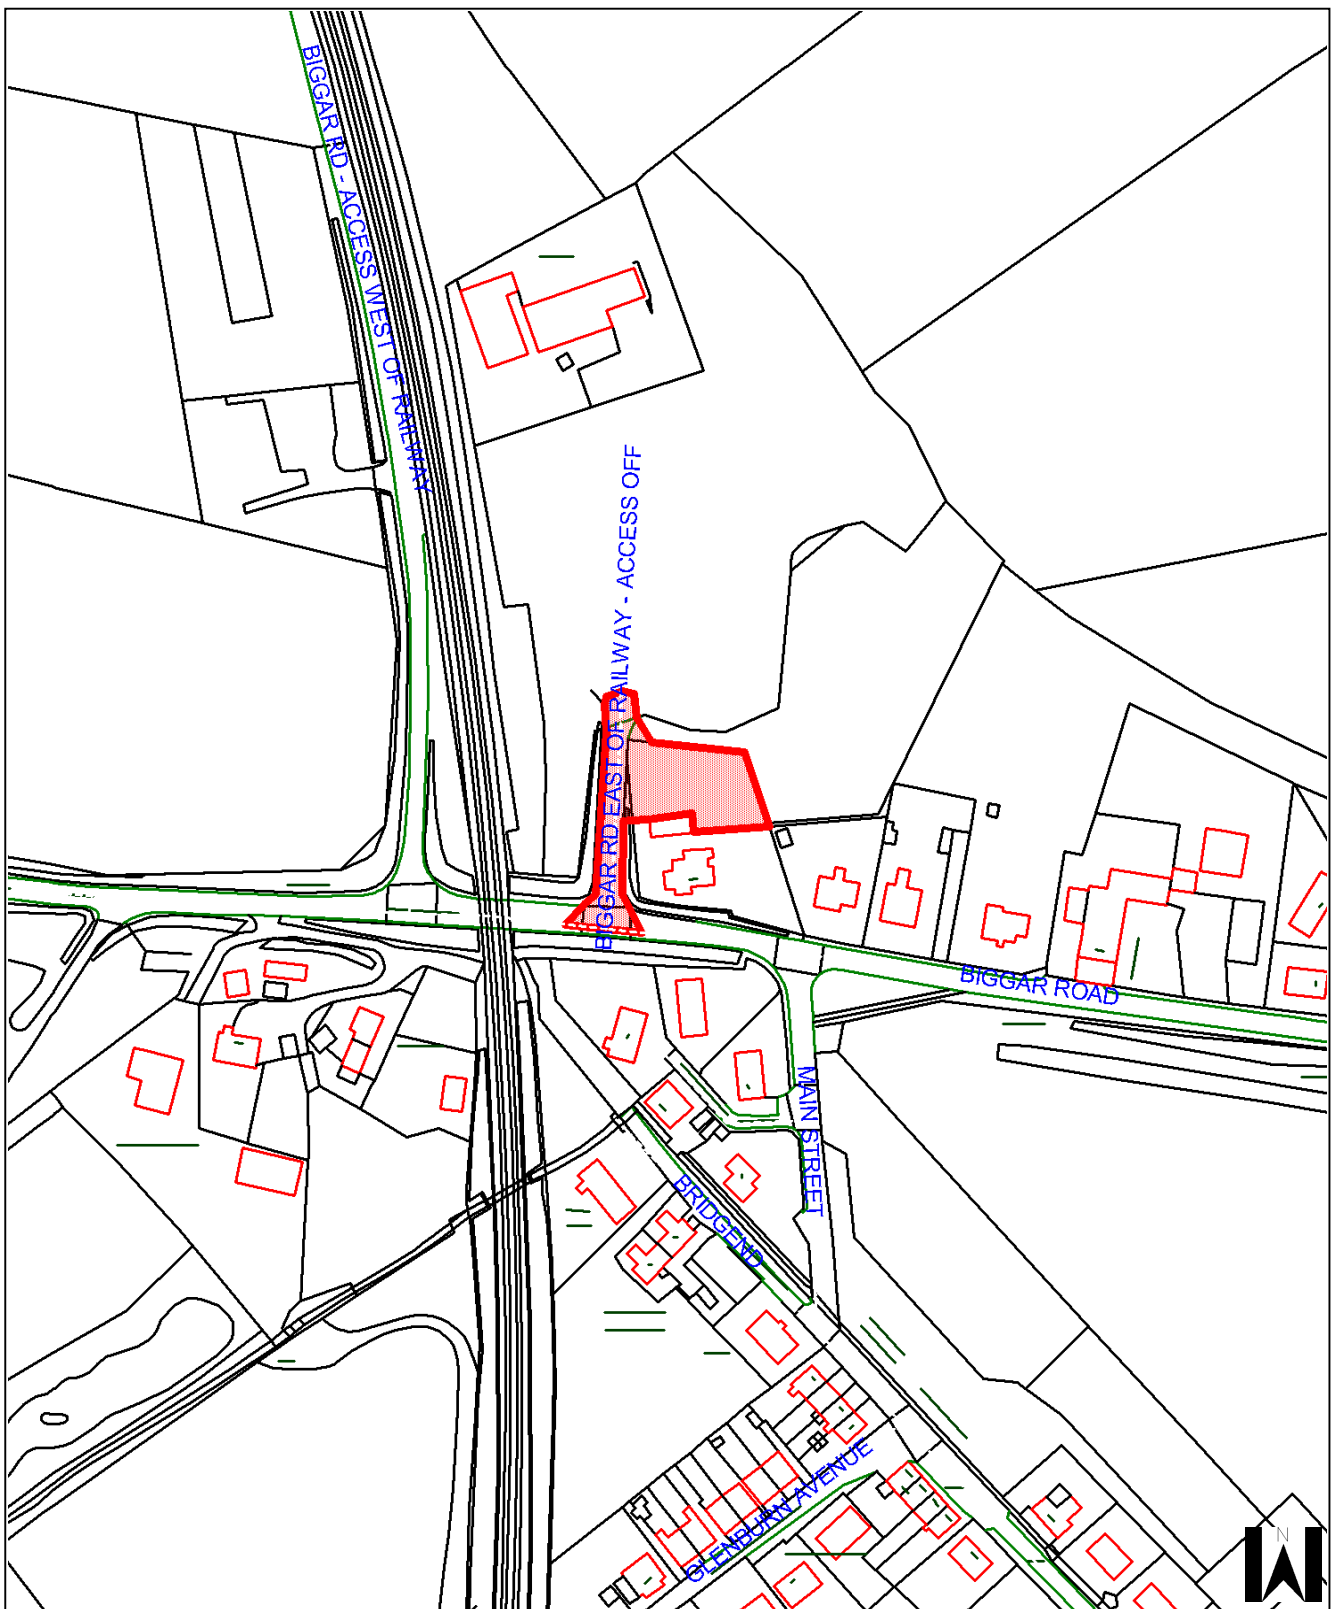 BIGGAR RD - ACCESS WEST OF RAILWAY
BIGGAR RD EAST OF RAILWAY - ACCESS OFF
BIGGAR ROAD
MAIN STREET
BRIDGEND
GLENBURN AVENUE
N